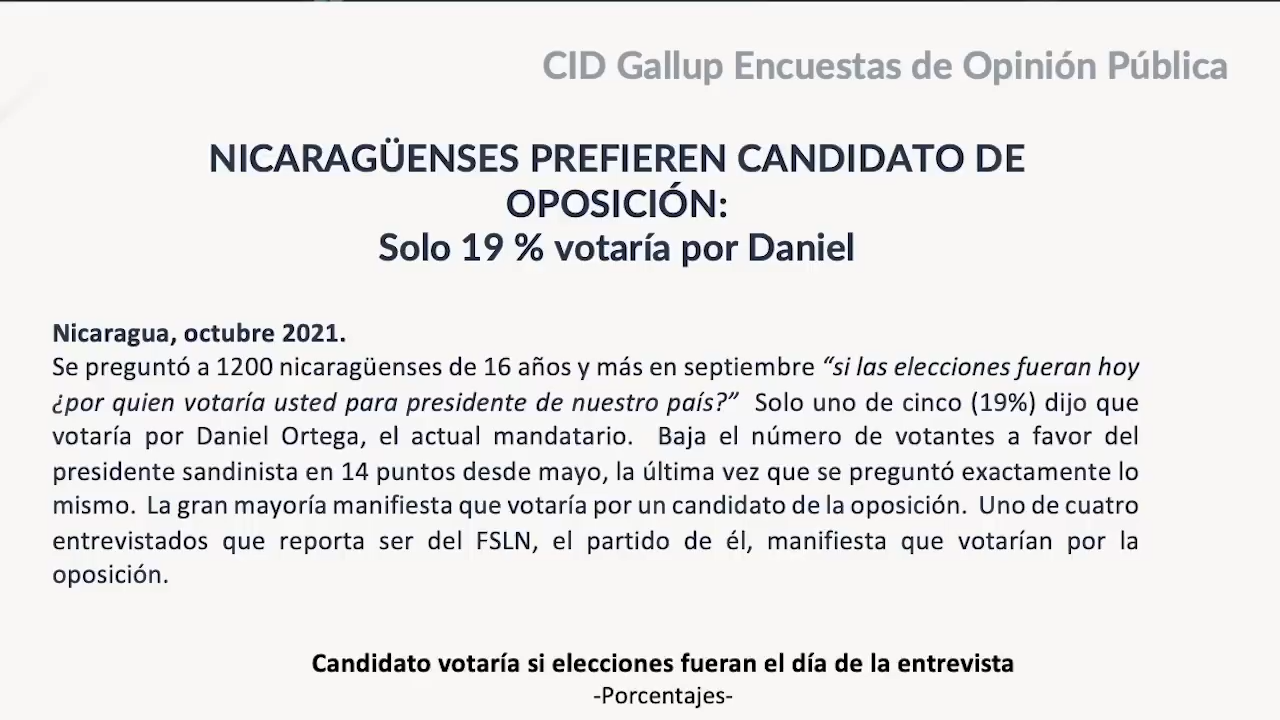 CID Gallup Encuestas de Opinión Pública
NICARAGÜENSES PREFIEREN CANDIDATO DE
OPOSICIÓN:
Solo 19 % votaría por Daniel
Nicaragua, octubre 2021.
Se preguntó a 1200 nicaragüenses de 16 años y más en septiembre “si las elecciones fueran hoy
¿por quien votaría usted para presidente de nuestro país?” Solo uno de cinco (19%) dijo que
votaría por Daniel Ortega, el actual mandatario. Baja el número de votantes a favor del
presidente sandinista en 14 puntos desde mayo, la última vez que se preguntó exactamente lo
mismo. La gran mayoría manifiesta que votaría por un candidato de la oposición. Uno de cuatro
entrevistados que reporta ser del FSLN, el partido de él, manifiesta que votarían por la
oposición.
Candidato votaría si elecciones fueran el día de la entrevista
-Porcentajes-